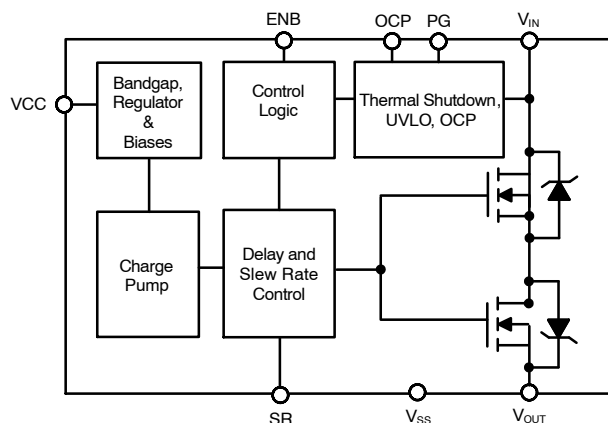 ENB
OCP
PG
VIN
VCC
Bandgap,
Regulator
&
Biases
Control
Logic
Thermal Shutdown,
UVLO, OCP
Charge
Pump
Delay and
Slew Rate
Control
SR
VSS
VOUT